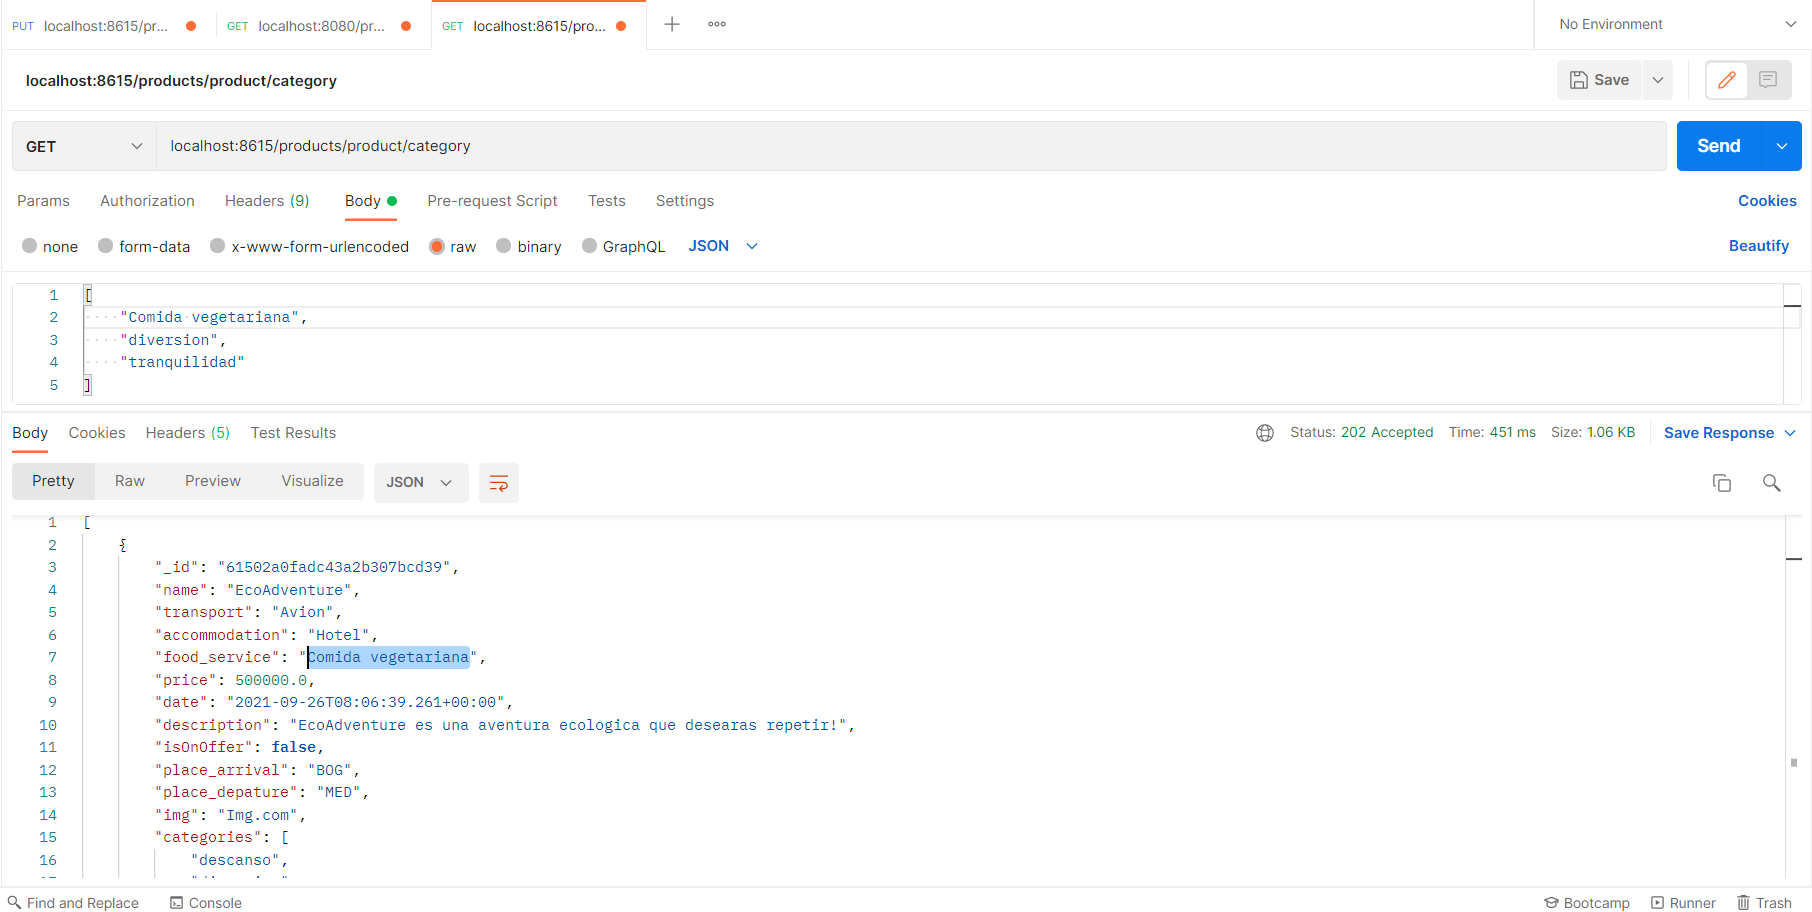 PUT localhost:8615/pr... GET localhost:8080/pr... GET localhost:8615/pro... No Environment
localhost:8615/products/product/category Save
GET localhost:8615/products/product/category Send
Params Authorization Headers (9) Body Pre-request Script Tests Settings Cookies
none form-data x-www-form-urlencoded raw binary GraphQL JSON Beautify
1 [
2 "Comida vegetariana",
3 "diversion",
4 "tranquilidad"
5 ]
Body Cookies Headers (5) Test Results Status: 202 Accepted Time: 451 ms Size: 1.06 KB Save Response
Pretty Raw Preview Visualize JSON
1 [
2 {
3 "_id": "61502a0fadc43a2b307bcd39",
4 "name": "EcoAdventure",
5 "transport": "Avion",
6 "accommodation": "Hotel",
7 "food_service": "Comida vegetariana",
8 "price": 500000.0,
9 "date": "2021-09-26T08:06:39.261+00:00",
10 "description": "EcoAdventure es una aventura ecologica que desearas repetir!",
11 "isOnOffer": false,
12 "place_arrival": "BOG",
13 "place_depature": "MED",
14 "img": "Img.com",
15 "categories": [
16 "descanso",
Find and Replace Console Bootcamp Runner Trash